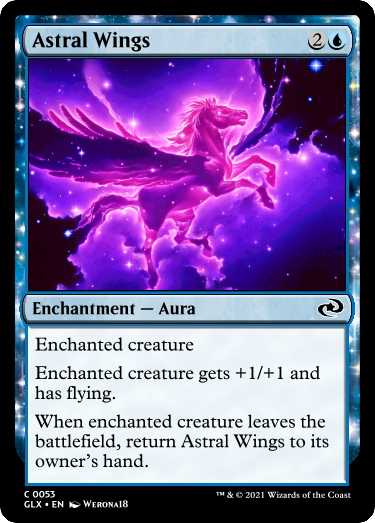 Astral Wings 2
Enchantment — Aura
Enchanted creature
Enchanted creature gets +1/+1 and
has flying.
When enchanted creature leaves the
battlefield, return Astral Wings to its
owner's hand.
C 0053
GLX • EN Werona18
™ & © 2021 Wizards of the Coast